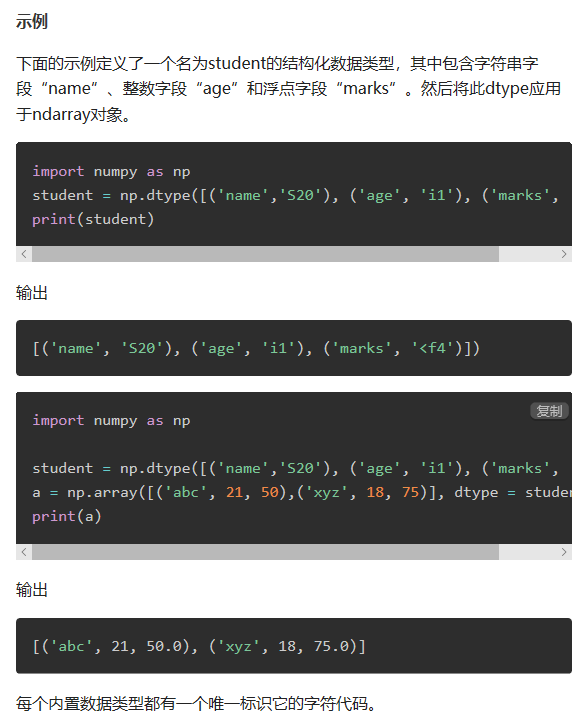 示例
下面的示例定义了一个名为student的结构化数据类型，其中包含字符串字
段“name”、整数字段“age”和浮点字段“marks”。然后将此dtype应用
于ndarray对象。
import numpy as np
student = np.dtype([('name','S20'), ('age', 'i1'), ('marks',
print(student)
输出
[('name', 'S20'), ('age', 'i1'), ('marks', '<f4')])
复制
import numpy as np
student = np.dtype([('name','S20'), ('age', 'i1'), ('marks',
a = np.array([('abc', 21, 50),('xyz', 18, 75)], dtype = studen
print(a)
输出
[('abc', 21, 50.0), ('xyz', 18, 75.0)]
每个内置数据类型都有一个唯一标识它的字符代码。